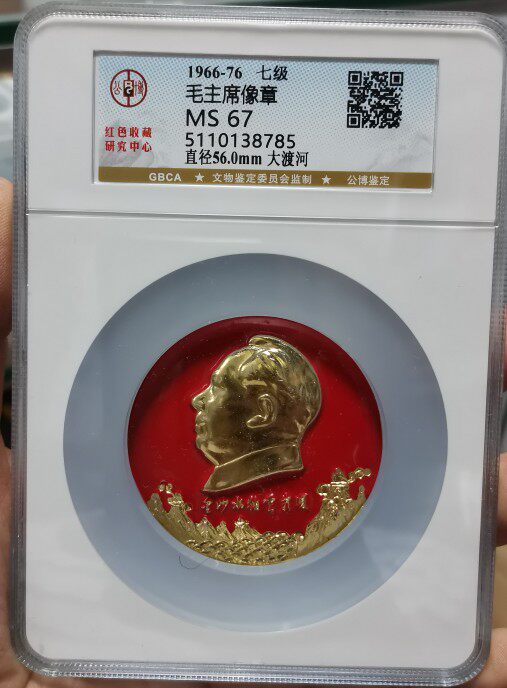 1966-76 七级
毛主席像章
MS 67
5110138785
直径56.0mm 大渡河
公博
红色收藏
研究中心
GBCA ★ 文物鉴定委员会监制 ★ 公博鉴定